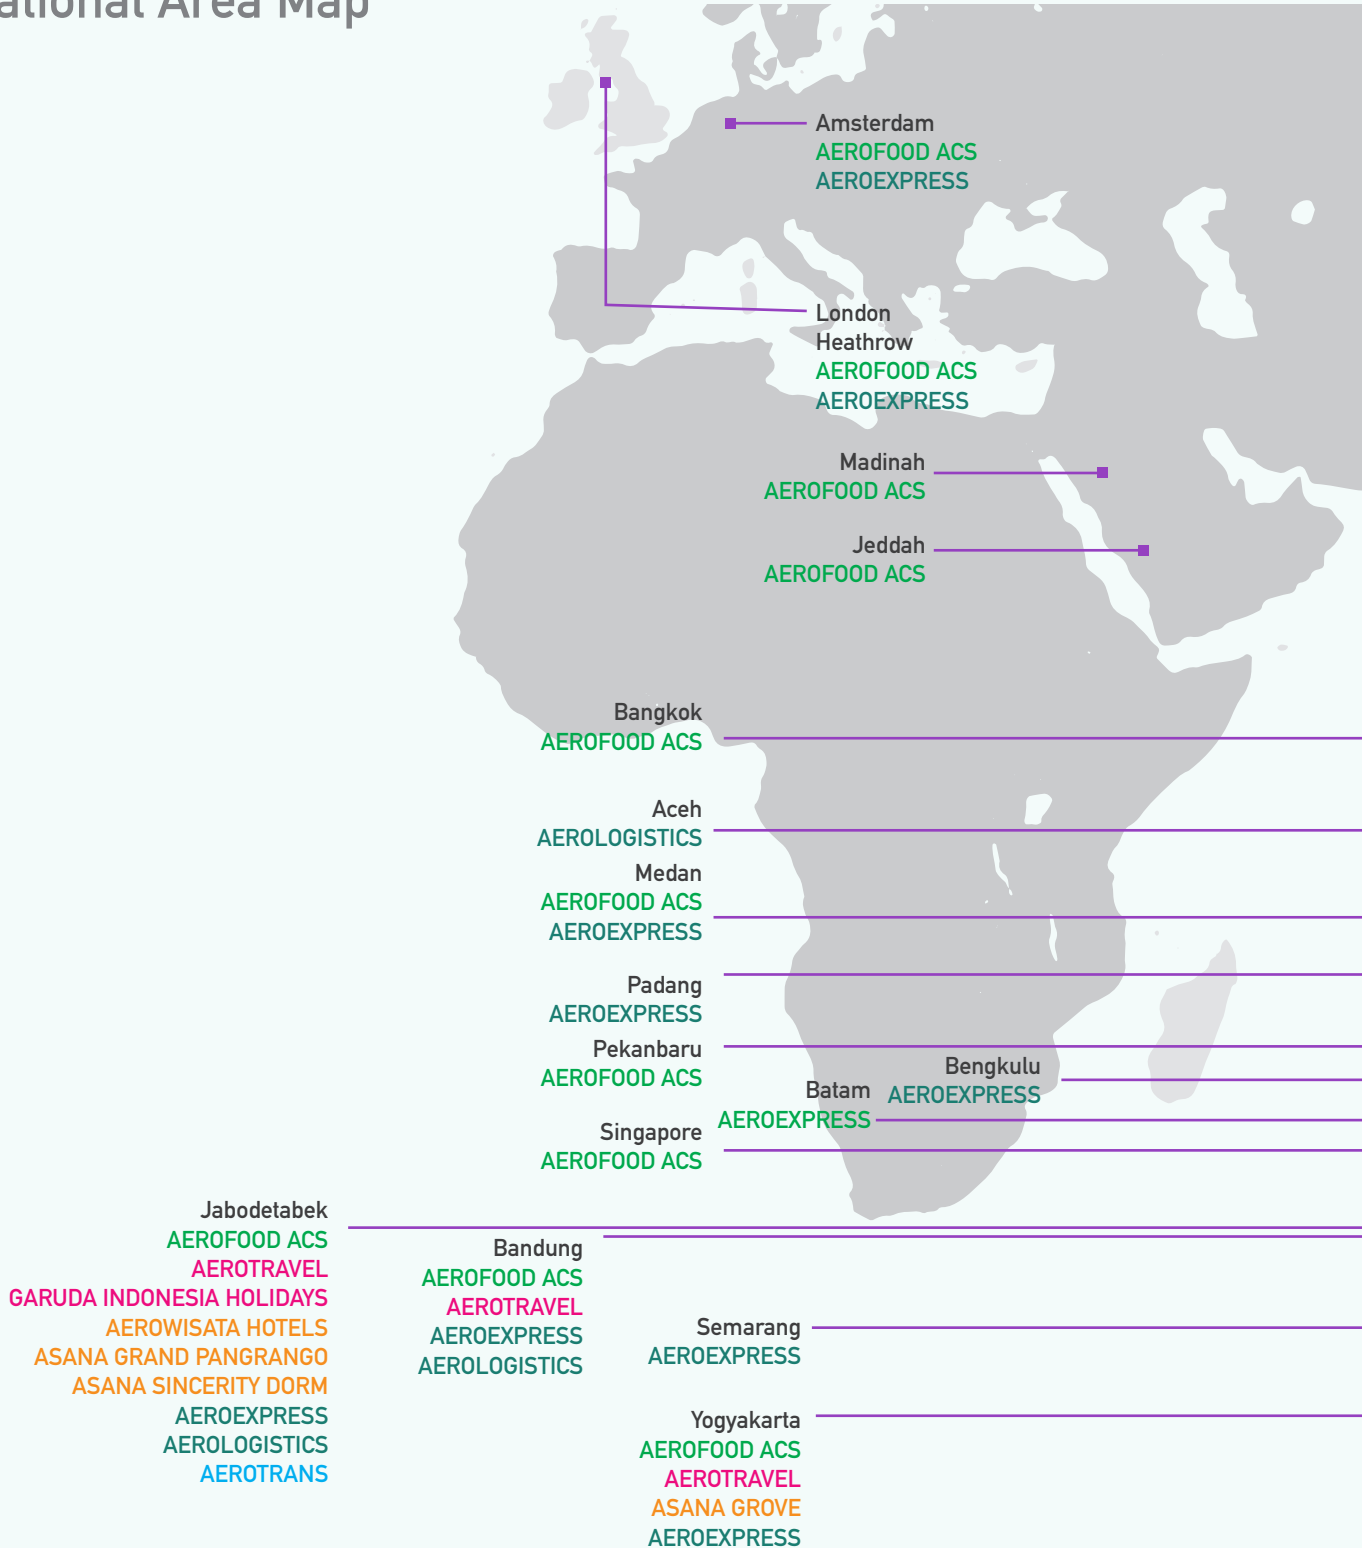 ational Area Map
Amsterdam
AEROFOOD ACS
AEROEXPRESS
London
Heathrow
AEROFOOD ACS
AEROEXPRESS
Madinah
AEROFOOD ACS
Jeddah
AEROFOOD ACS
Bangkok
AEROFOOD ACS
Aceh
AEROLOGISTICS
Medan
AEROFOOD ACS
AEROEXPRESS
Padang
AEROEXPRESS
Pekanbaru
AEROFOOD ACS
Bengkulu
AEROEXPRESS
Batam
AEROEXPRESS
Singapore
AEROFOOD ACS
Jabodetabek
AEROFOOD ACS
AEROTRAVEL
GARUDA INDONESIA HOLIDAYS
AEROWISATA HOTELS
ASANA GRAND PANGRANGO
ASANA SINCERITY DORM
AEROEXPRESS
AEROLOGISTICS
AEROTRANS
Bandung
AEROFOOD ACS
AEROTRAVEL
AEROEXPRESS
AEROLOGISTICS
Semarang
AEROEXPRESS
Yogyakarta
AEROFOOD ACS
AEROTRAVEL
ASANA GROVE
AEROEXPRESS